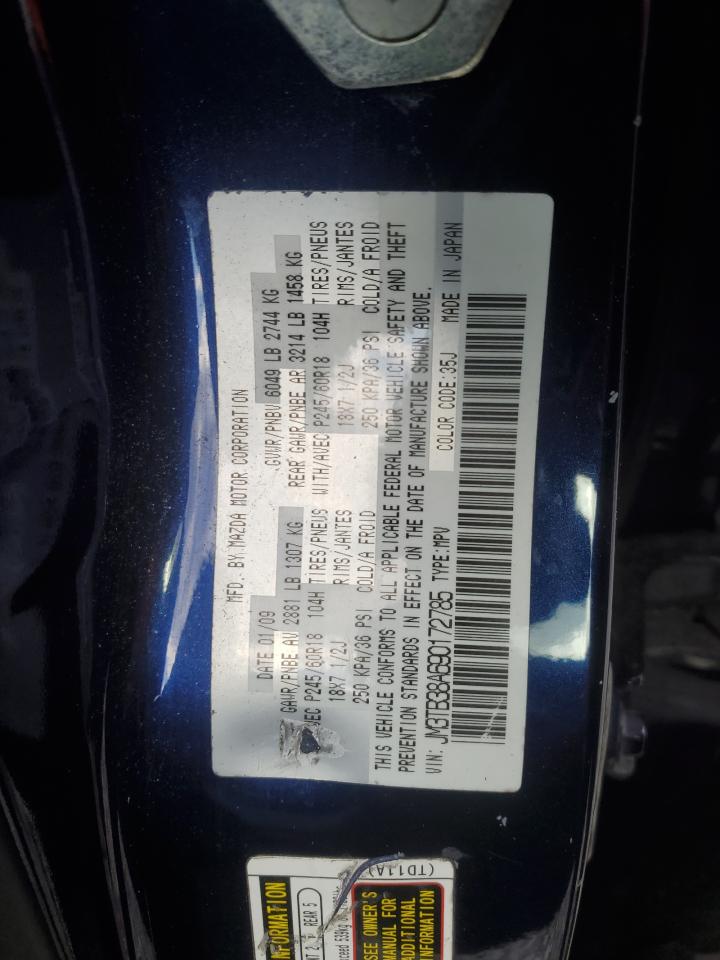 MFD. BY MAZDA MOTOR CORPORATION
DATE 01/09 GVWR/PNBV 6049 LB 2744 KG
GAWR/PNBE AV 2881 LB 1307 KG REAR GAWR/PNBE AR 3214 LB 1458 KG
P245/60R18 104H TIRES/PNEUS WITH/AVEC P245/60R18 104H TIRES/PNEUS
18X7 1/2J RIMS/JANTES 18X7 1/2J RIMS/JANTES
250 KPA/36 PSI COLD/A FROID 250 KPA/36 PSI COLD/A FROID
THIS VEHICLE CONFORMS TO ALL APPLICABLE FEDERAL MOTOR VEHICLE SAFETY AND THEFT
PREVENTION STANDARDS IN EFFECT ON THE DATE OF MANUFACTURE SHOWN ABOVE.
VIN: JM3TB38A690172785 TYPE:MPV COLOR CODE:35J MADE IN JAPAN
REAR 5
(TD11A)
SEE OWNER'S
MANUAL FOR
ADDITIONAL
INFORMATION